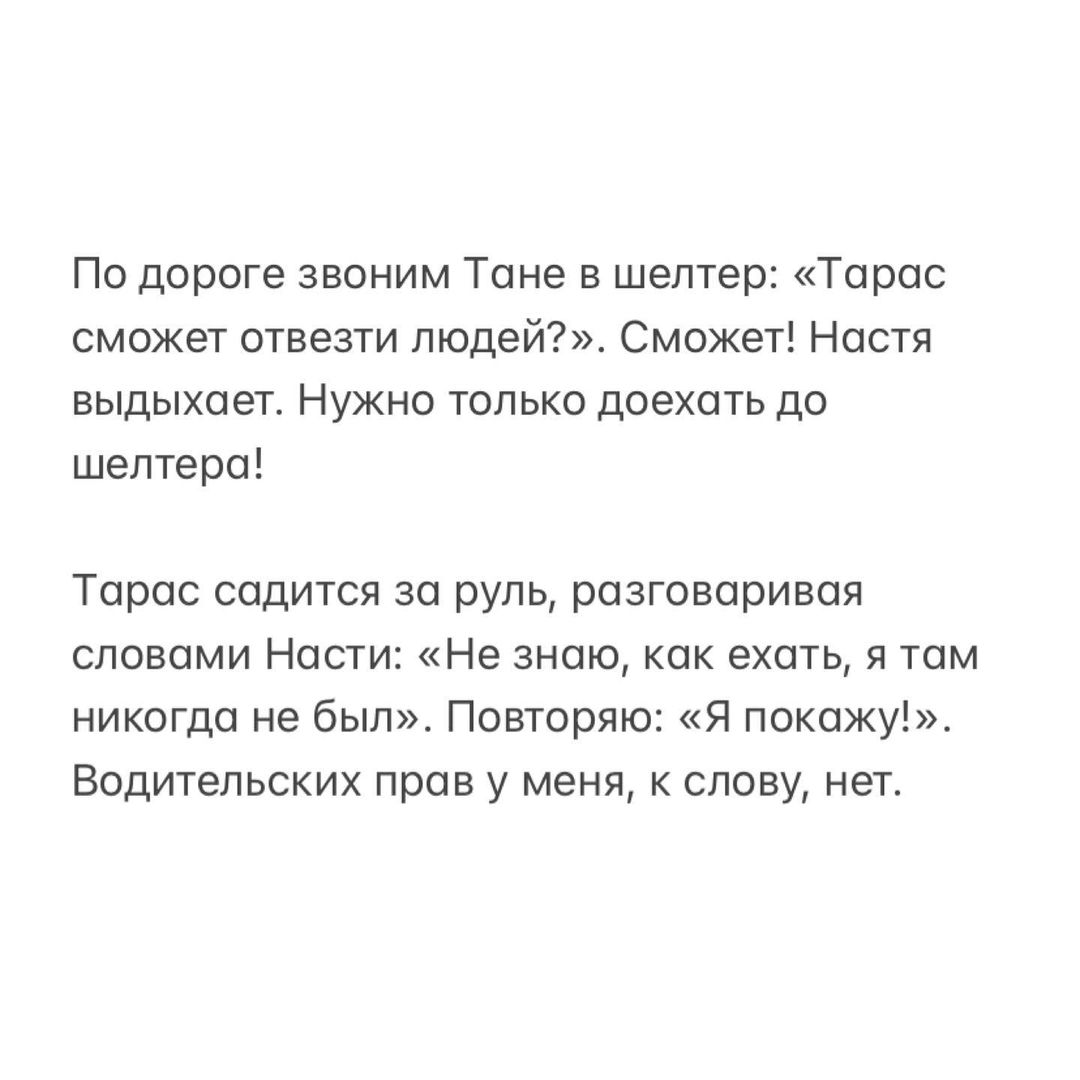 По дороге звоним Тане в шелтер: «Тарас
сможет отвезти людей?». Сможет! Настя
выдыхает. Нужно только доехать до
шелтера!
Тарас садится за руль, разговаривая
словами Насти: «Не знаю, как ехать, я там
никогда не был». Повторяю: «Я покажу!».
Водительских прав у меня, к слову, нет.